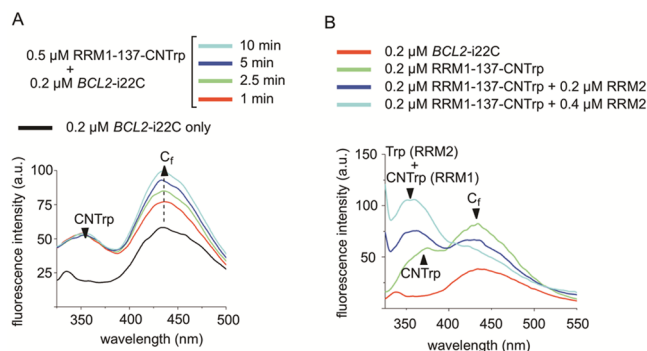 A
0.5 µM RRM1-137-CNTrp
+
0.2 µM BCL2-i22C
10 min
5 min
2.5 min
1 min
0.2 µM BCL2-i22C only
fluorescence intensity (a.u.)
100
75
50
25
CNTrp
Cf
350 400 450 500
wavelength (nm)
B
0.2 µM BCL2-i22C
0.2 µM RRM1-137-CNTrp
0.2 µM RRM1-137-CNTrp + 0.2 µM RRM2
0.2 µM RRM1-137-CNTrp + 0.4 µM RRM2
fluorescence intensity (a.u.)
150
100
50
Trp (RRM2)
+
CNTrp (RRM1)
Cf
CNTrp
350 400 450 500 550
wavelength (nm)